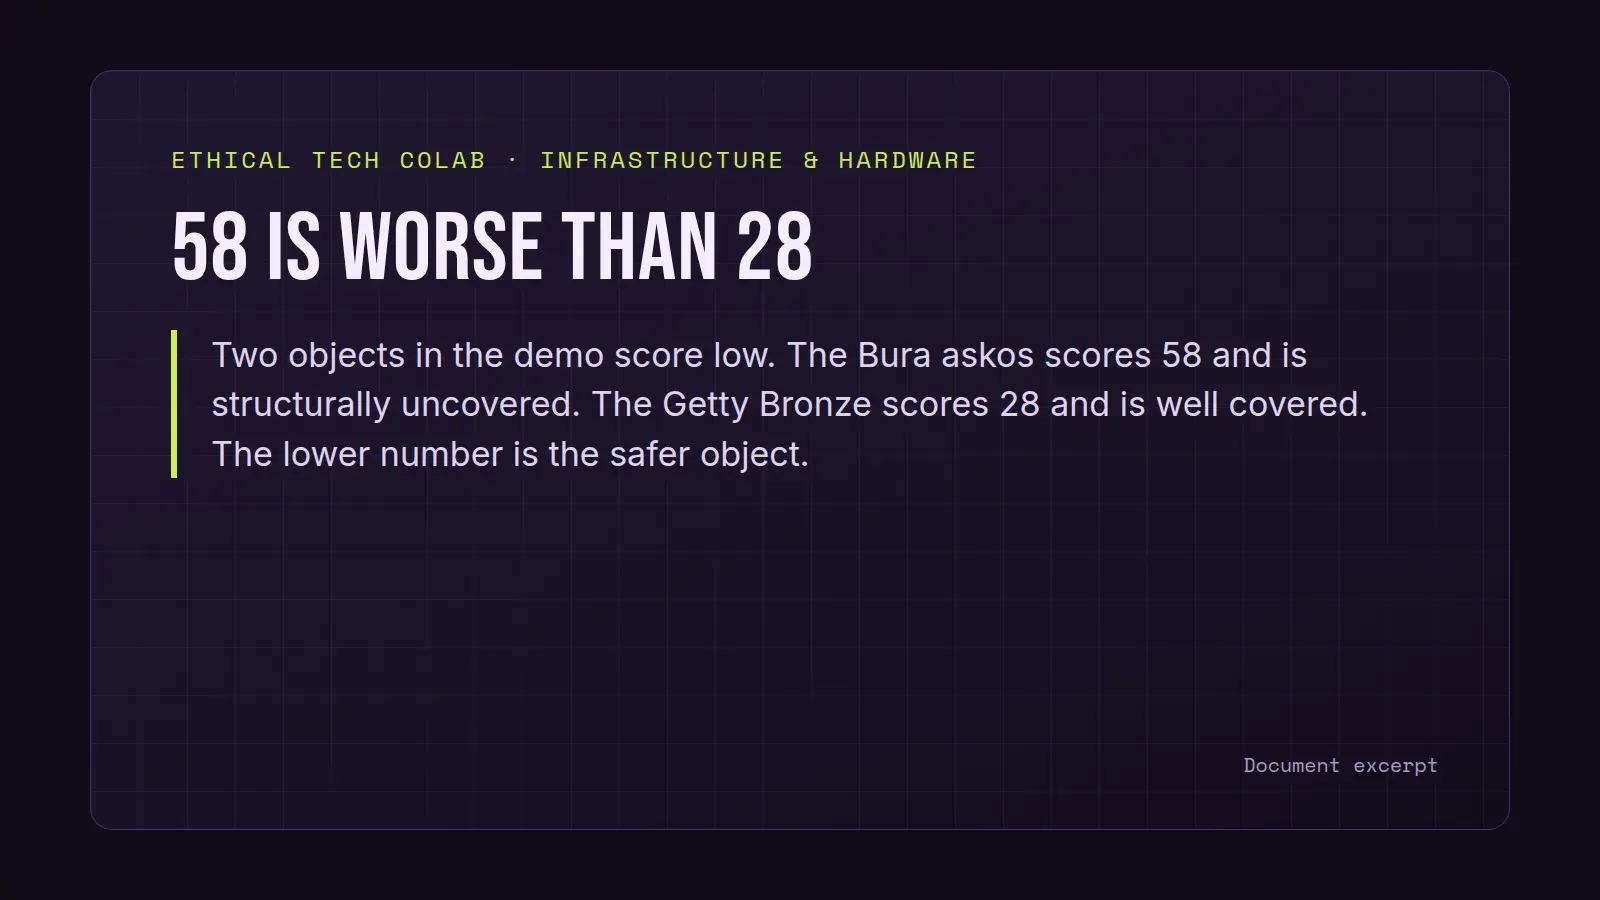 ETHICAL TECH COLAB · INFRASTRUCTURE & HARDWARE
58 IS WORSE THAN 28
Two objects in the demo score low. The Bura askos scores 58 and is
structurally uncovered. The Getty Bronze scores 28 and is well covered.
The lower number is the safer object.
Document excerpt